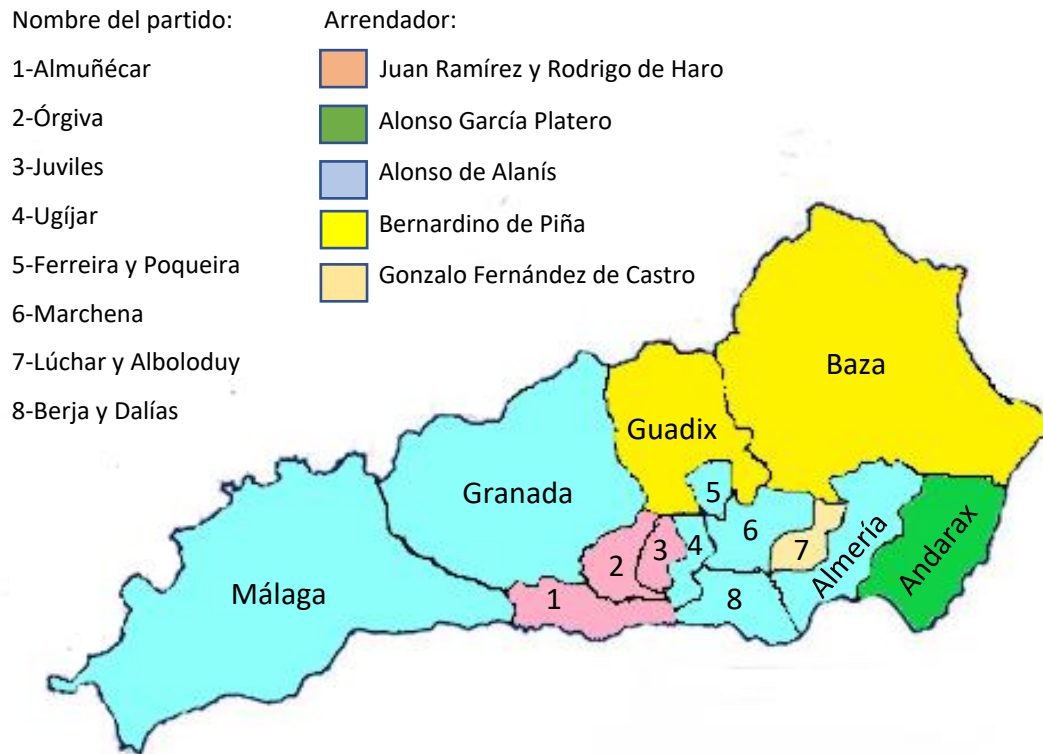 Nombre del partido:
1-Almuñécar
2-Órgiva
3-Juviles
4-Ugíjar
5-Ferreira y Poqueira
6-Marchena
7-Lúchar y Alboloduy
8-Berja y Dalías
Arrendador:
Juan Ramírez y Rodrigo de Haro
Alonso García Platero
Alonso de Alanís
Bernardino de Piña
Gonzalo Fernández de Castro
Baza
Guadix
Granada
5
6
7
4
3
2
Almería
Andarax
Málaga
1
8